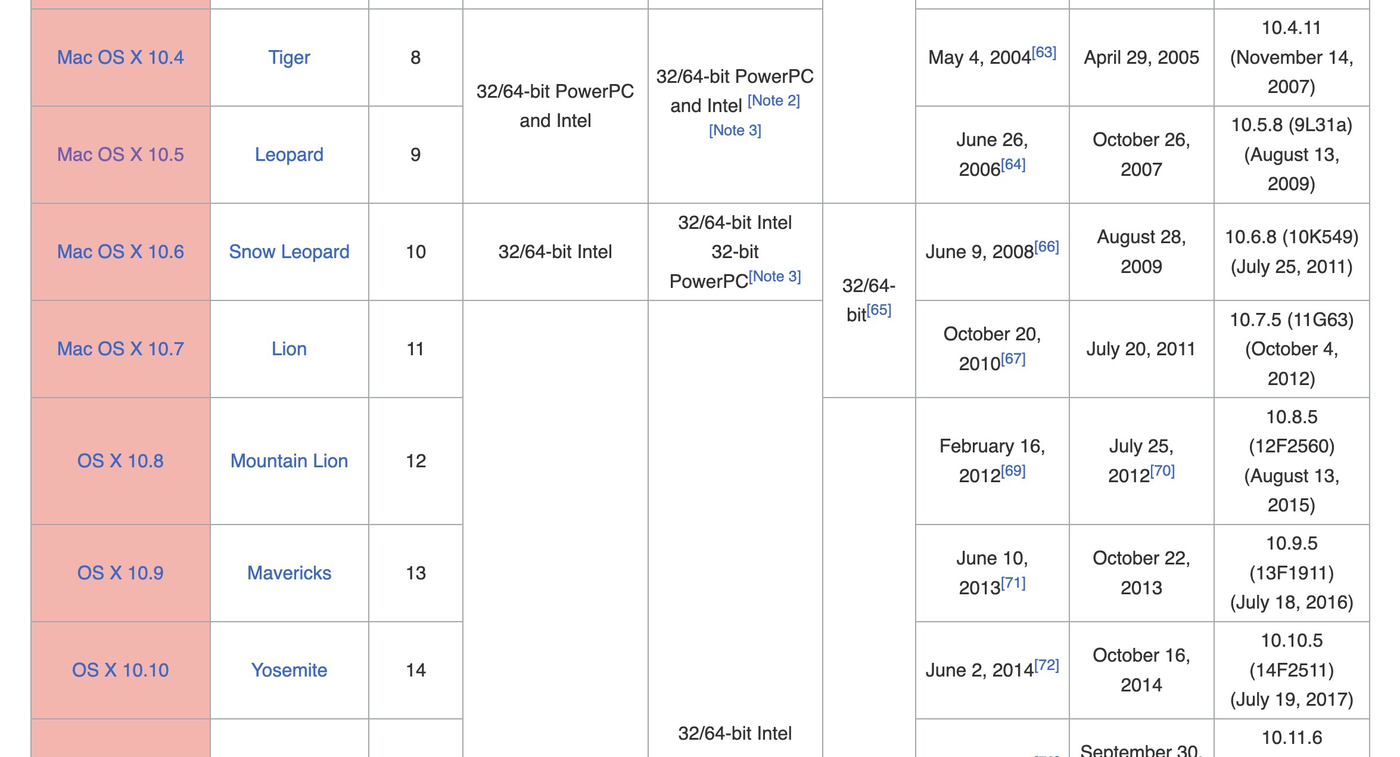 Mac OS X 10.4
Tiger
8
32/64-bit PowerPC
and Intel
32/64-bit PowerPC
and Intel [Note 2]
[Note 3]
May 4, 2004[63]
April 29, 2005
10.4.11
(November 14,
2007)
Mac OS X 10.5
Leopard
9
June 26,
2006[64]
October 26,
2007
10.5.8 (9L31a)
(August 13,
2009)
Mac OS X 10.6
Snow Leopard
10
32/64-bit Intel
32/64-bit Intel
32-bit
PowerPC[Note 3]
32/64-
bit[65]
June 9, 2008[66]
August 28,
2009
10.6.8 (10K549)
(July 25, 2011)
Mac OS X 10.7
Lion
11
October 20,
2010[67]
July 20, 2011
10.7.5 (11G63)
(October 4,
2012)
OS X 10.8
Mountain Lion
12
February 16,
2012[69]
July 25,
2012[70]
10.8.5
(12F2560)
(August 13,
2015)
OS X 10.9
Mavericks
13
June 10,
2013[71]
October 22,
2013
10.9.5
(13F1911)
(July 18, 2016)
OS X 10.10
Yosemite
14
June 2, 2014[72]
October 16,
2014
10.10.5
(14F2511)
(July 19, 2017)
32/64-bit Intel
September 30,
10.11.6